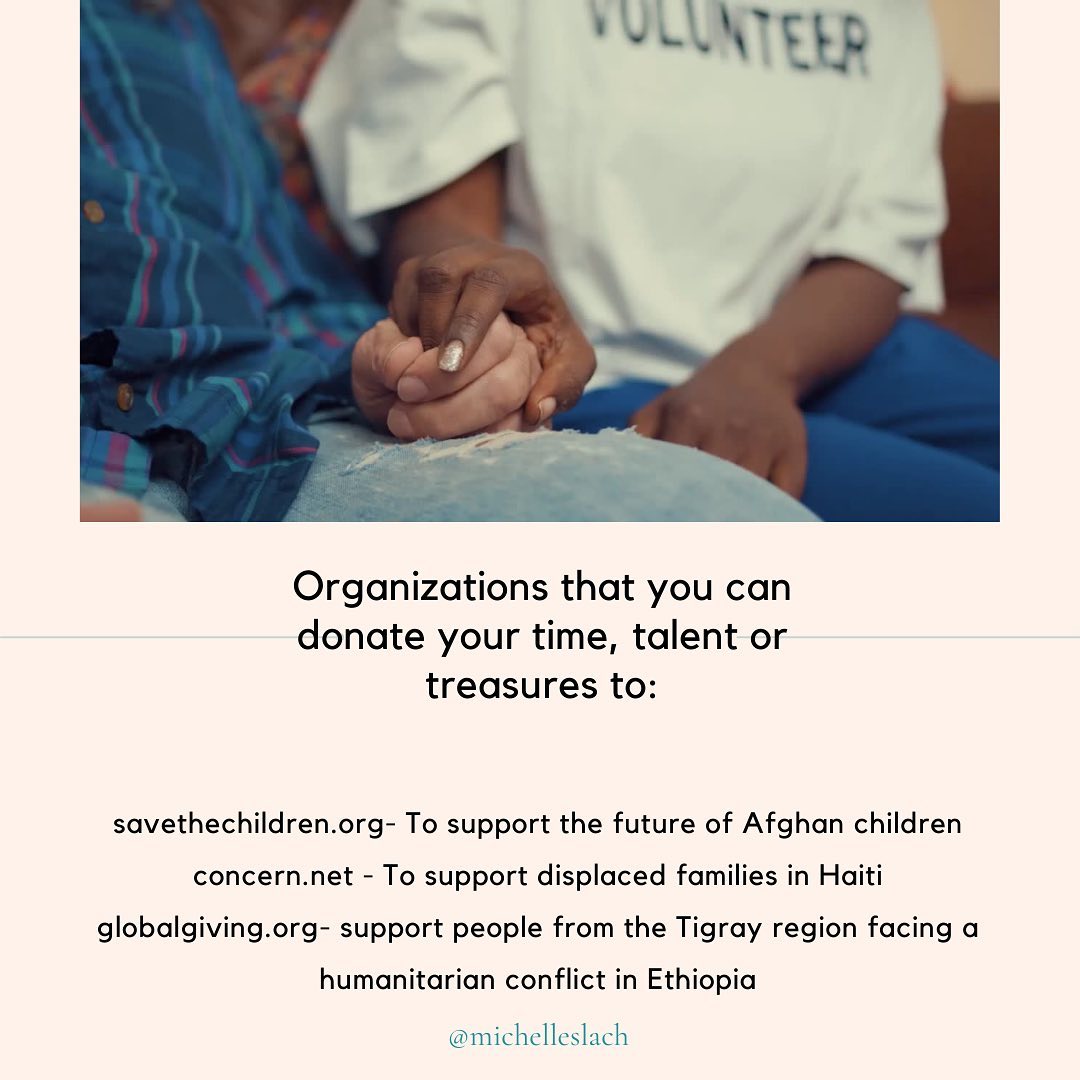 VOLUNTEER
Organizations that you can
donate your time, talent or
treasures to:
savethechildren.org- To support the future of Afghan children
concern.net - To support displaced families in Haiti
globalgiving.org- support people from the Tigray region facing a
humanitarian conflict in Ethiopia
@michelleslach